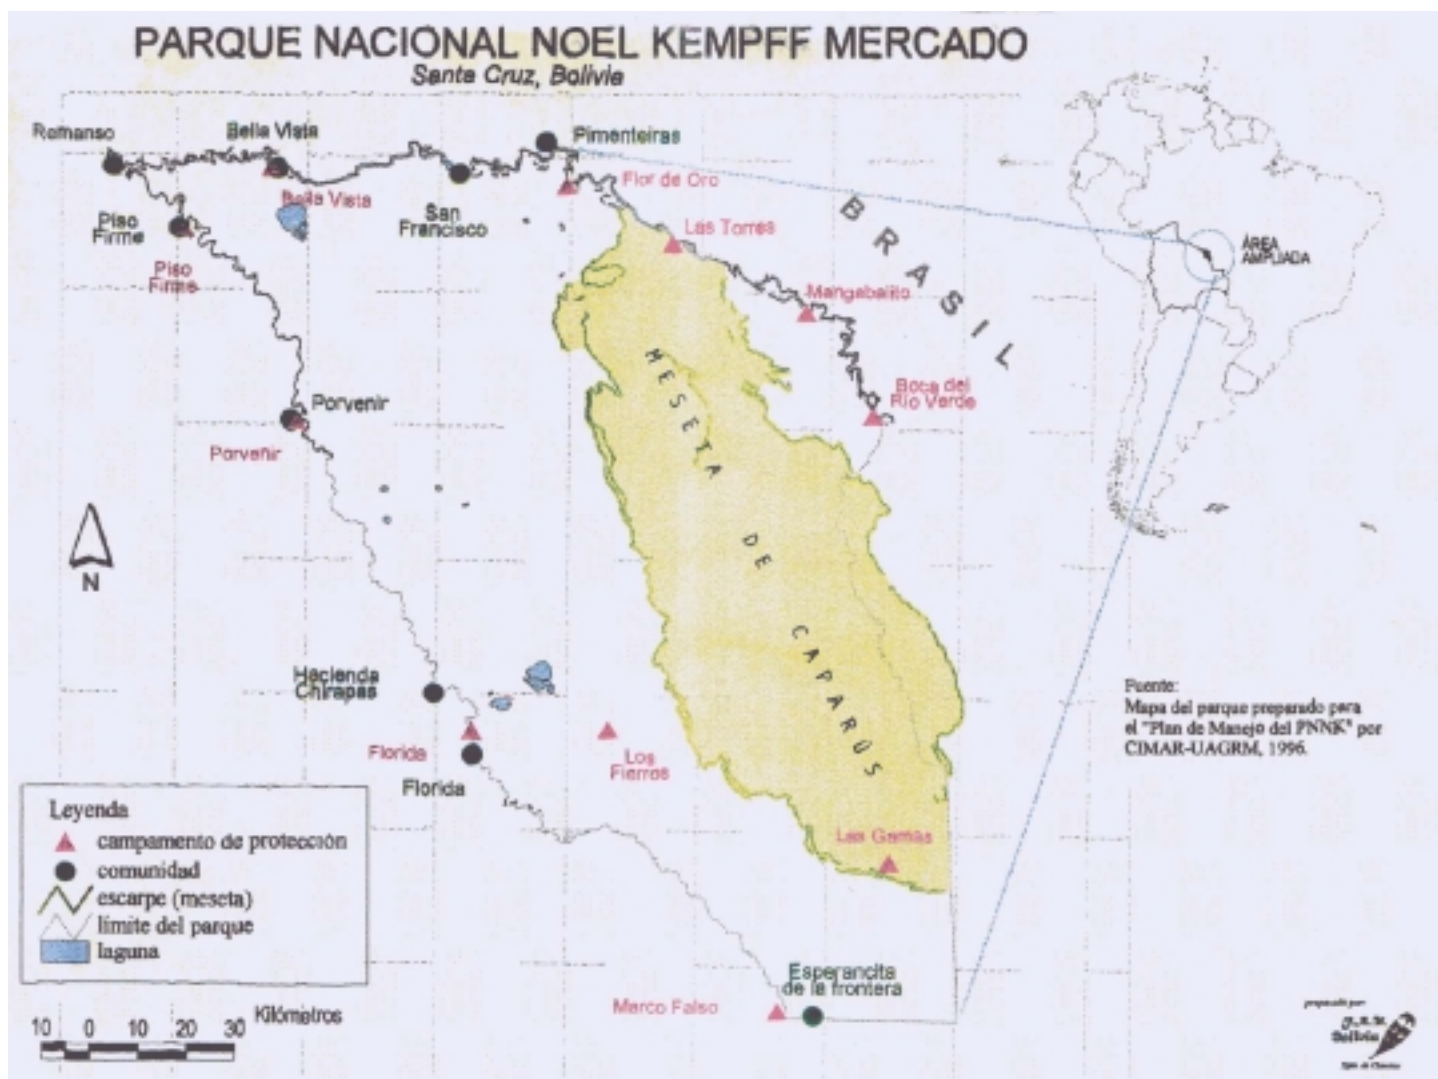 PARQUE NACIONAL NOEL KEMPFF MERCADO
Santa Cruz, Bolivia
Remanso
Bella Vista
Pimenteiras
Bella Vista
Flor de Oro
Piso
Firme
San
Francisco
Las Torres
BRASIL
ÁREA
AMPLIADA
Piso
Firme
Mangabalito
Porvenir
Boca del
Río Verde
Porvenir
MESETA DE CAPARÚS
N
Hacienda
Chirapas
Florida
Los
Fierros
Florida
Fuente:
Mapa del parque preparado para
el "Plan de Manejo del PNNK" por
CIMAR-UAGRM, 1996.
Leyenda
campamento de protección
comunidad
escarpe (meseta)
límite del parque
laguna
Las Gamas
Esperancita
de la frontera
Marco Falso
10 0 10 20 30 Kilómetros
preparado por:
Bolivia